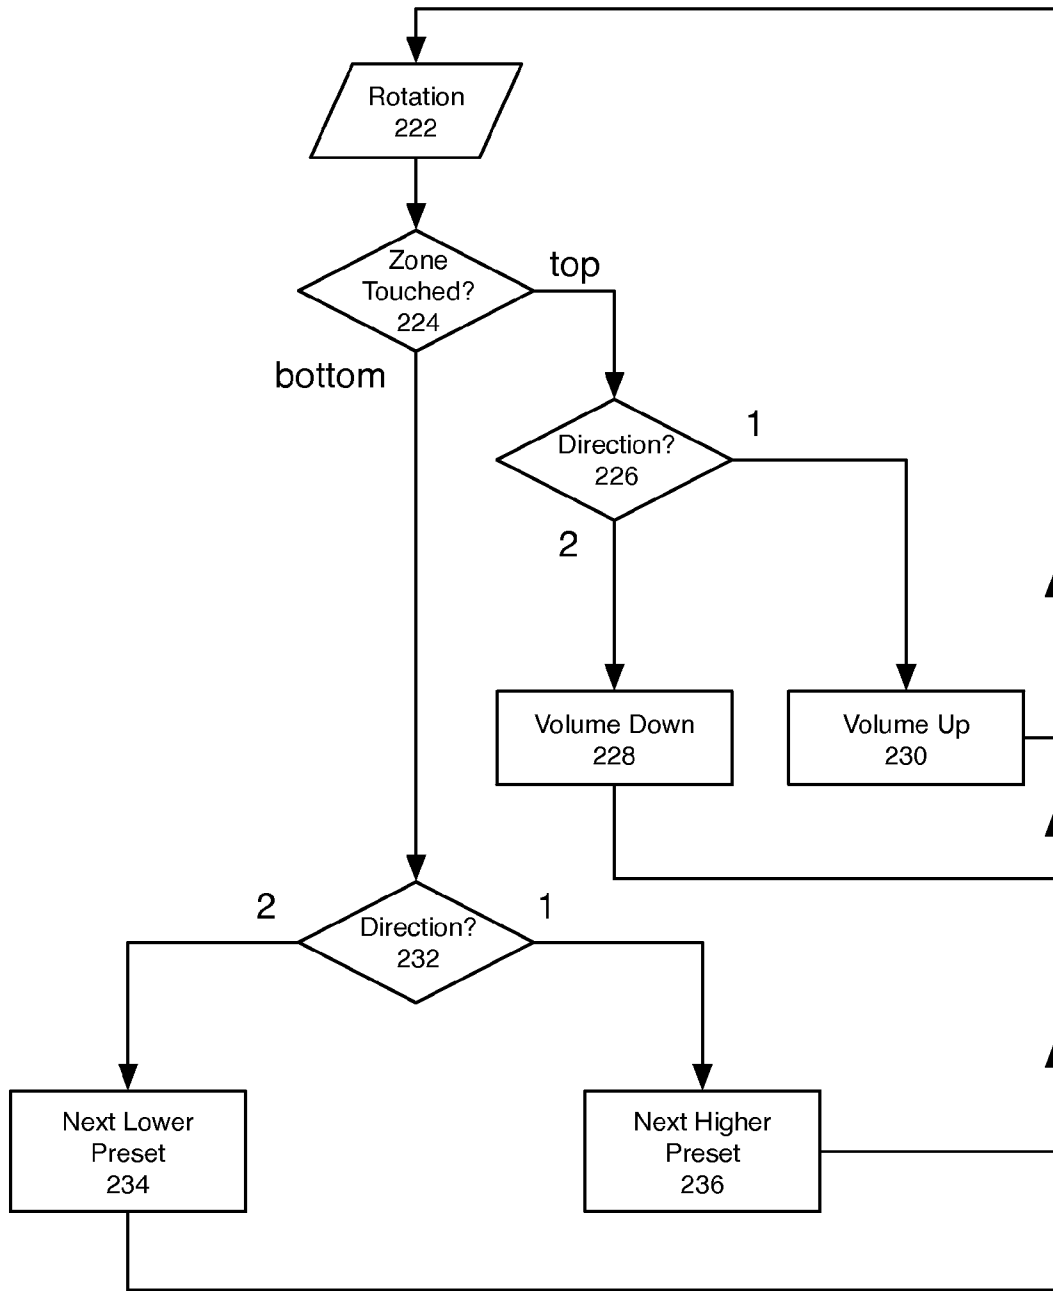 Rotation
222
Zone
Touched?
224
top
bottom
Direction?
226
1
2
Volume Down
228
Volume Up
230
Direction?
232
2
1
Next Lower
Preset
234
Next Higher
Preset
236